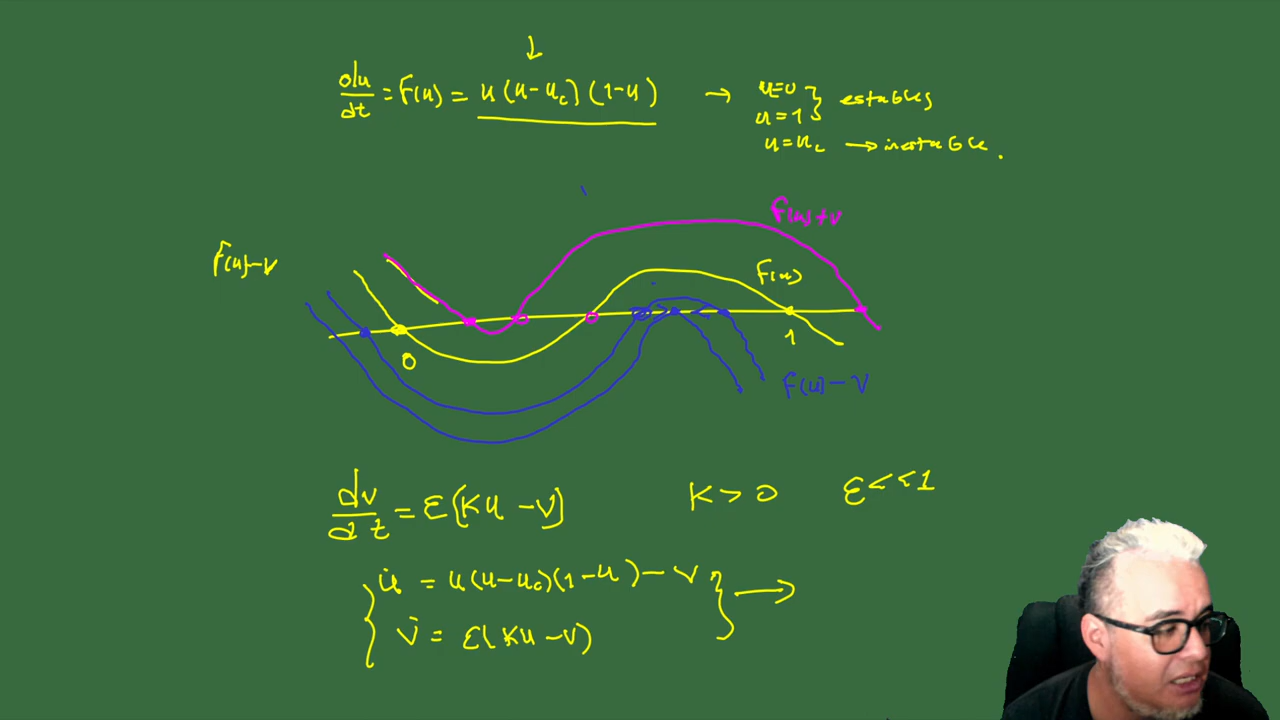 du/dt = F(u) = u(u-u_c)(1-u) → u=0 } estables
u=1
u=u_c → inestable.
F(u)+v
F(u)-v
F(u)
0
1
F(u)-v
dv/dt = ε(Ku-v)   K>0   ε<<1
{ u̇ = u(u-u_c)(1-u)-v } →
v̇ = ε(Ku-v)